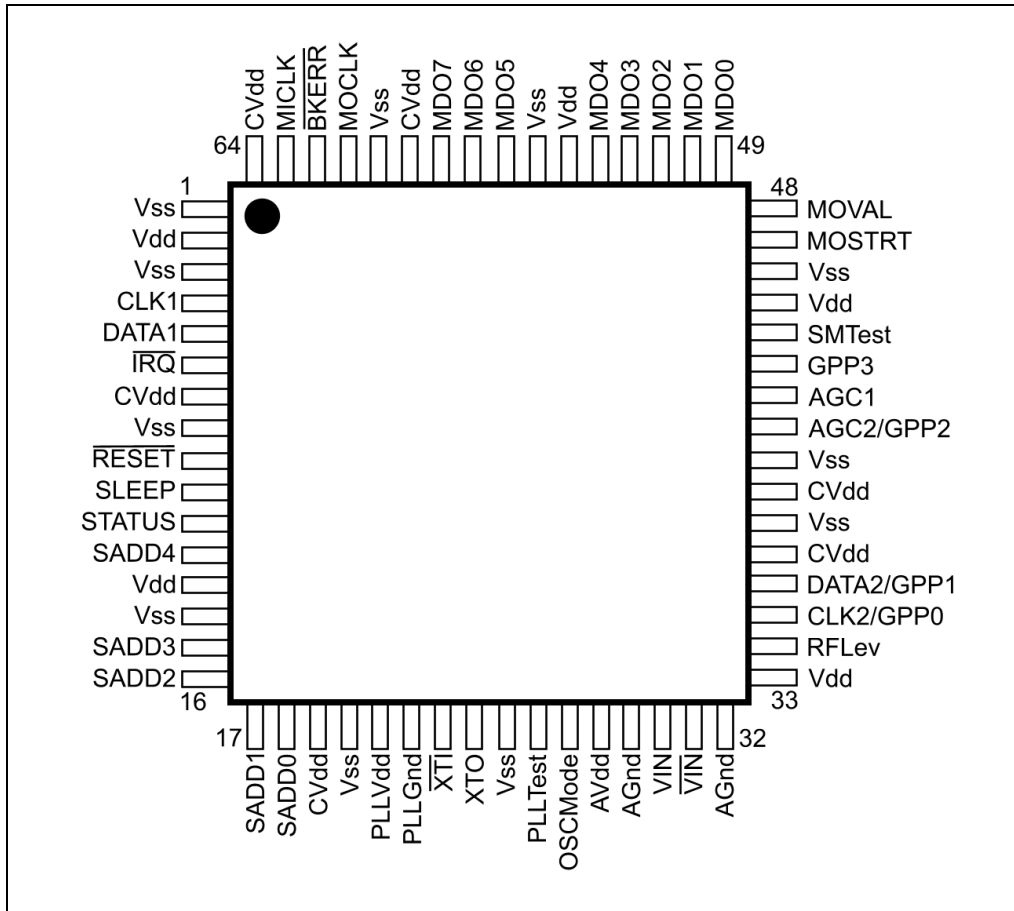 CVdd
MICLK
BKERR
MOCLK
Vss
CVdd
MDO7
MDO6
MDO5
Vss
Vdd
MDO4
MDO3
MDO2
MDO1
MDO0
64
49
1
48
Vss
Vdd
Vss
CLK1
DATA1
IRQ
CVdd
Vss
RESET
SLEEP
STATUS
SADD4
Vdd
Vss
SADD3
SADD2
MOVAL
MOSTRT
Vss
Vdd
SMTest
GPP3
AGC1
AGC2/GPP2
Vss
CVdd
Vss
CVdd
DATA2/GPP1
CLK2/GPP0
RFLev
Vdd
16
33
17
32
SADD1
SADD0
CVdd
Vss
PLLVdd
PLLGnd
XTI
XTO
Vss
PLLTest
OSCMode
AVdd
AGnd
VIN
VIN
AGnd